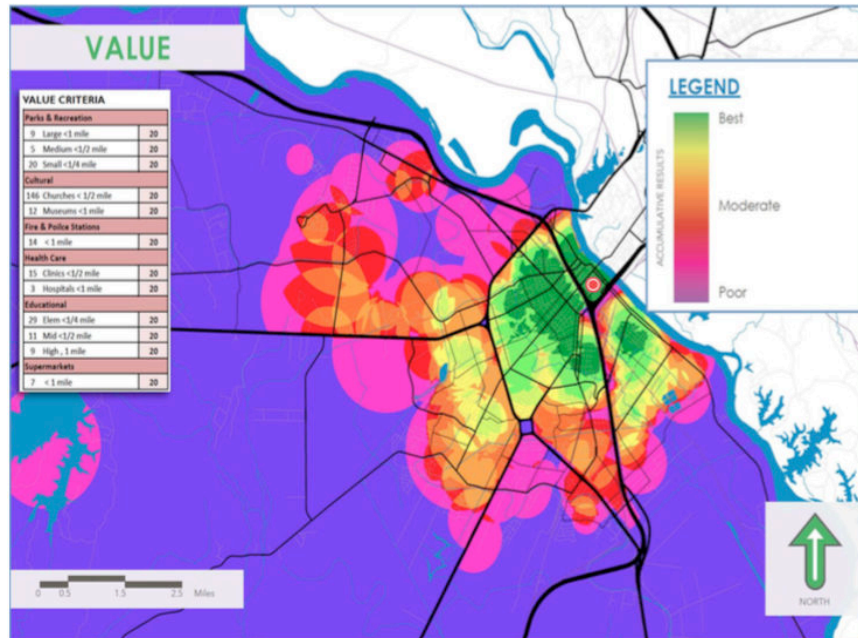 VALUE
VALUE CRITERIA
Parks & Recreation
9 Large <1 mile 20
5 Medium <1/2 mile 20
20 Small <1/4 mile 20
Cultural
146 Churches < 1/2 mile 20
12 Museums <1 mile 20
Fire & Poilce Stations
14 < 1 mile 20
Health Care
15 Clinics <1/2 mile 20
3 Hospitals <1 mile 20
Educational
29 Elem <1/4 mile 20
11 Mid <1/2 mile 20
9 High , 1 mile 20
Supermarkets
7 < 1 mile 20
LEGEND
ACCUMULATIVE RESULTS
Best
Moderate
Poor
0 0.5 1.5 2.5 Miles
NORTH